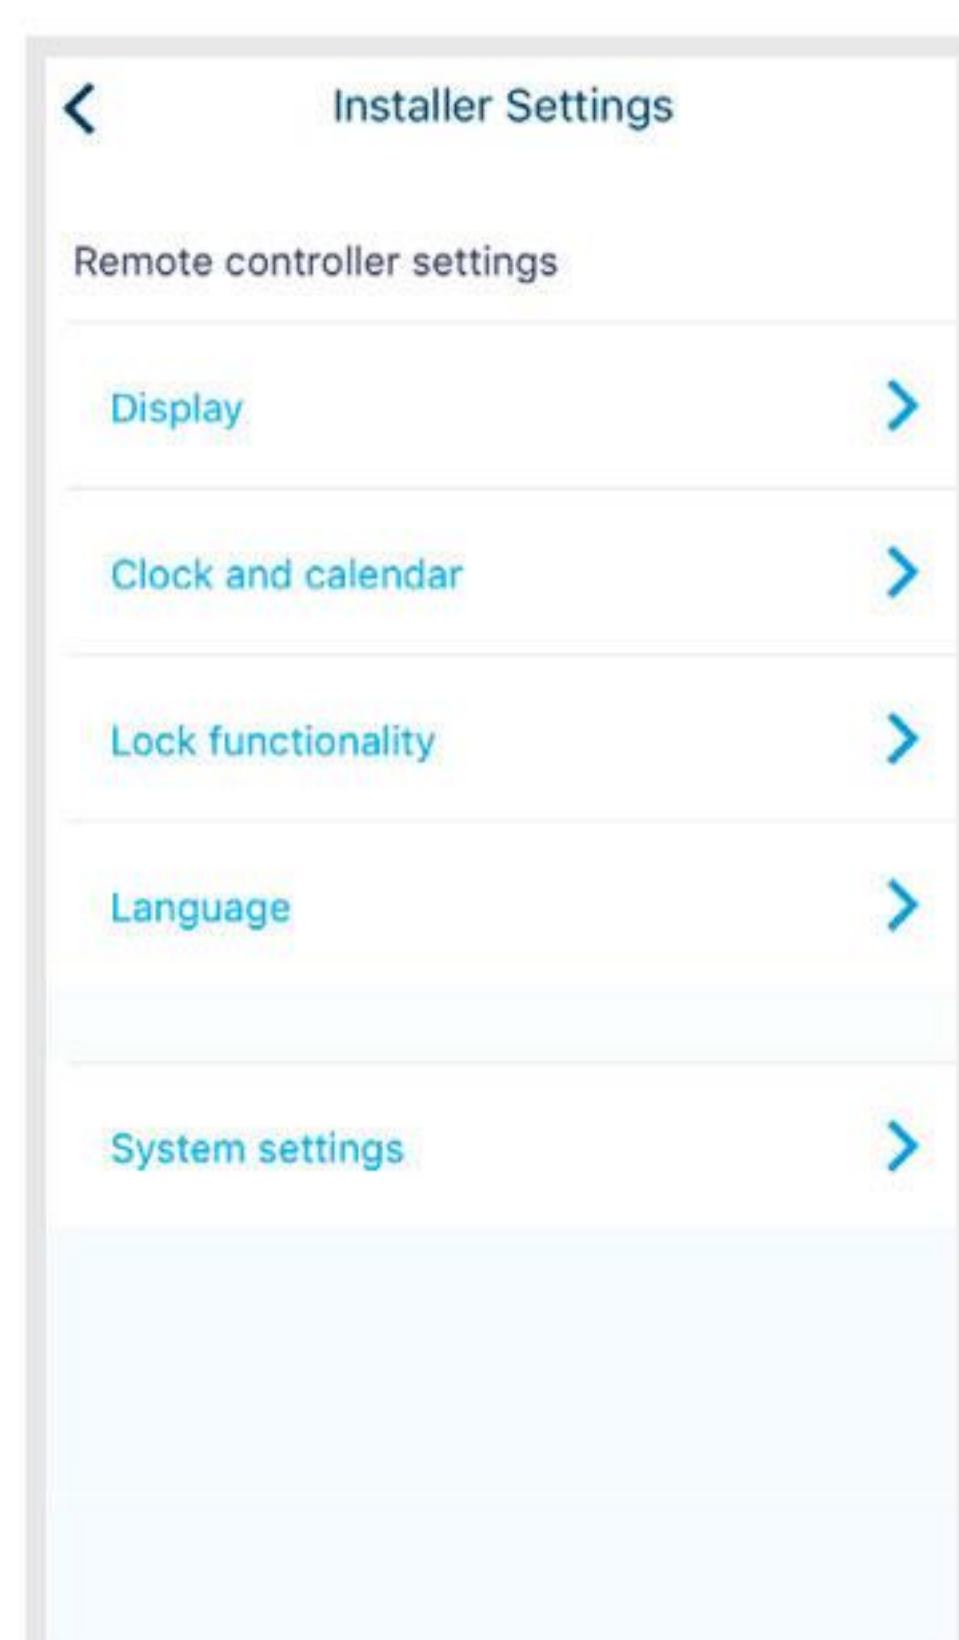 Installer Settings
Remote controller settings
Display
Clock and calendar
Lock functionality
Language
System settings